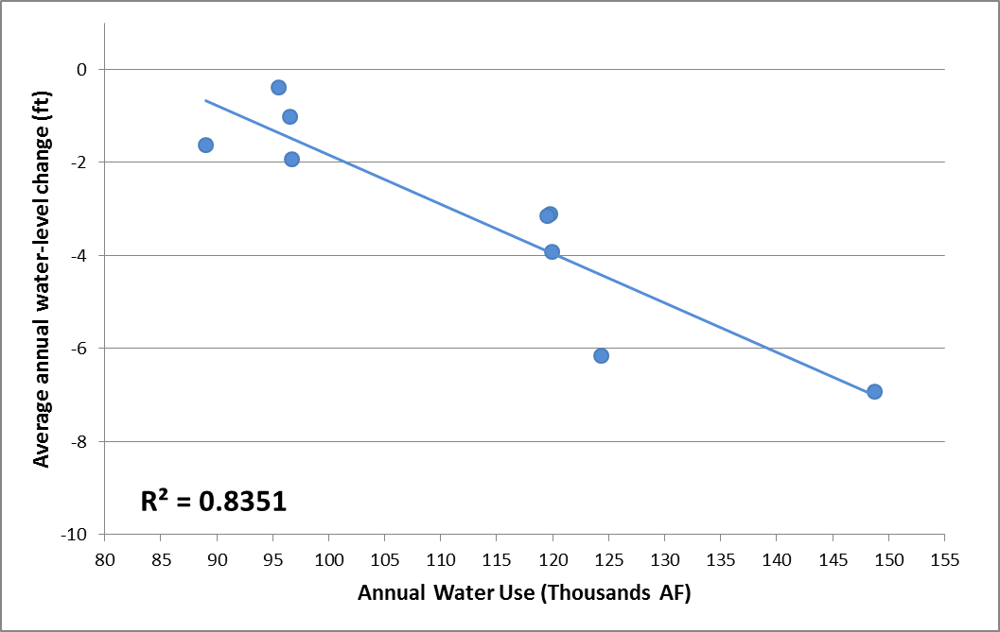 0
-2
-4
-6
-8
-10
Average annual water-level change (ft)
R² = 0.8351
80 85 90 95 100 105 110 115 120 125 130 135 140 145 150 155
Annual Water Use (Thousands AF)